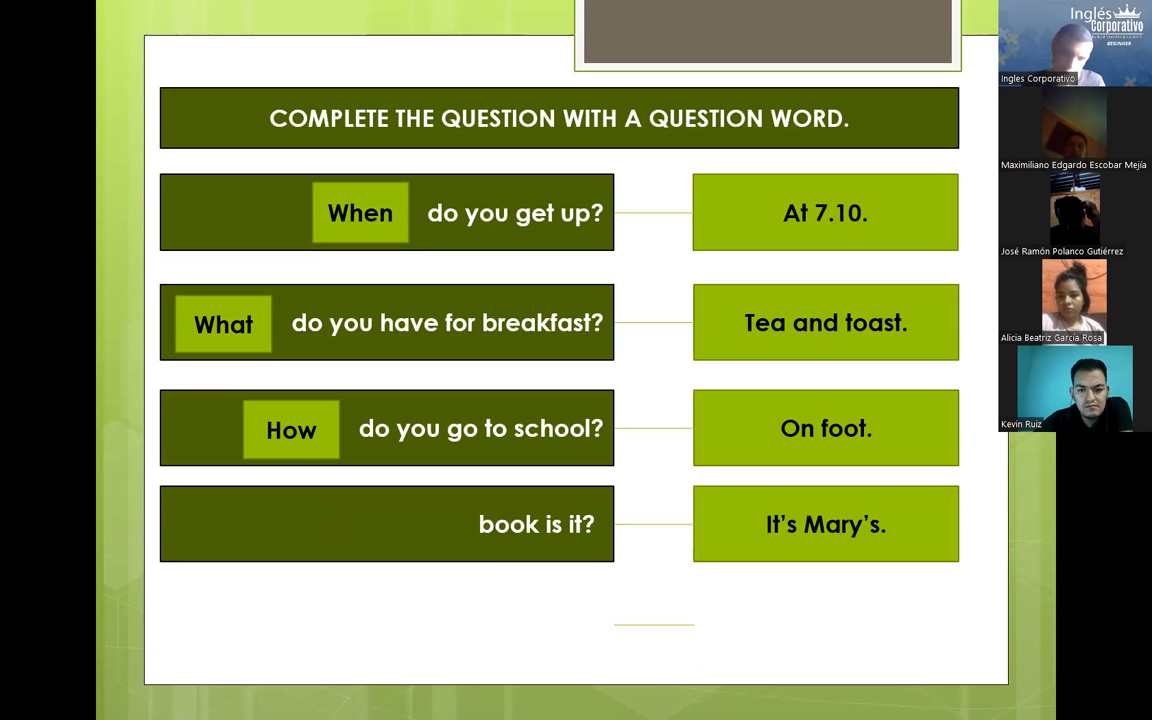 COMPLETE THE QUESTION WITH A QUESTION WORD.
When do you get up?
At 7.10.
What do you have for breakfast?
Tea and toast.
How do you go to school?
On foot.
book is it?
It's Mary's.
Inglés
Corporativo
BEGINNER
Ingles Corporativo
Maximiliano Edgardo Escobar Mejía
José Ramón Polanco Gutiérrez
Alicia Beatriz García Rosa
Kevin Ruiz